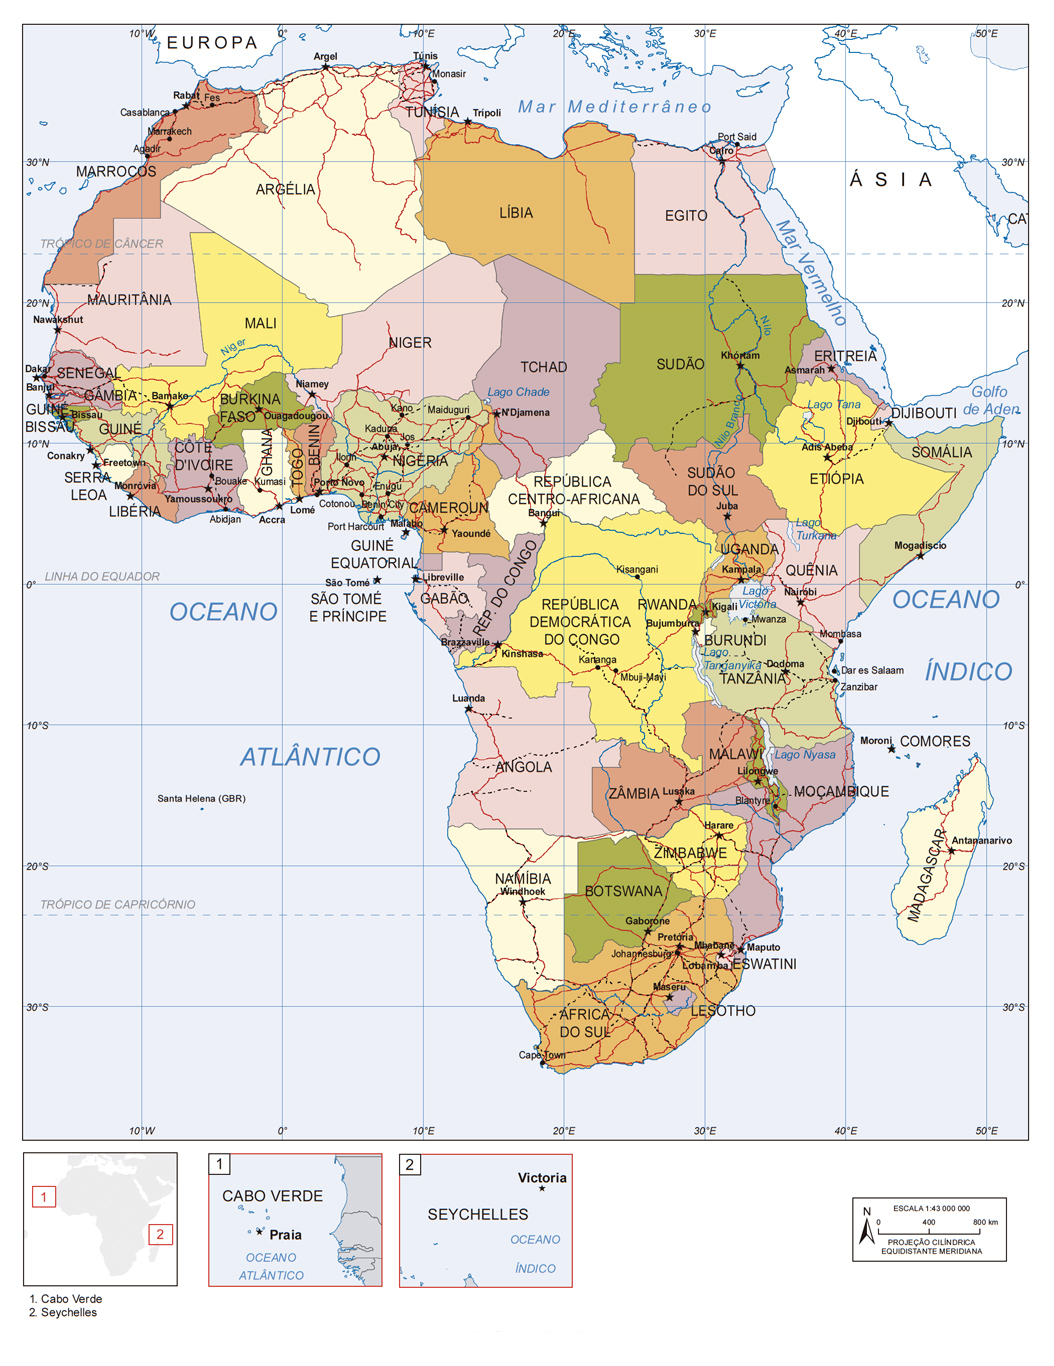 10°W
0°
10°E
20°E
30°E
40°E
50°E
EUROPA
Argel
Túnis
Monasir
Rabat
Fes
Casablanca
Marrakech
Agadir
TUNÍSIA
Trípoli
Mar Mediterrâneo
Port Said
Cairo
30°N
30°N
MARROCOS
ÁSIA
ARGÉLIA
LÍBIA
EGITO
CAT
TRÓPICO DE CÂNCER
Mar Vermelho
20°N
20°N
MAURITÂNIA
Nawakshut
MALI
Niger
NIGER
TCHAD
SUDÃO
Nilo
Khortam
ERITREIA
Asmarah
Dakar
SENEGAL
Banjul
GÂMBIA
Bamako
BURKINA
FASO
Niamey
Ouagadougou
Lago Chade
N'Djamena
Nilo Branco
Lago Tana
DJIBOUTI
Djibouti
Golfo
de Aden
GUINÉ
BISSAU
Bissau
GUINÉ
Kano
Maiduguri
Kaduna
Jos
Abuja
NIGÉRIA
Ilorin
10°N
10°N
Conakry
Freetown
SERRA
LEOA
CÔTE
D'IVOIRE
Bouake
GHANA
Kumasi
TOGO
BENIN
Porto Novo
Enugu
Monróvia
Yamoussoukro
LIBÉRIA
Abidjan
Accra
Lomé
Cotonou
Benin City
Port Harcourt
Malabo
CAMEROUN
Yaoundé
REPÚBLICA
CENTRO-AFRICANA
Bangui
SUDÃO
DO SUL
Juba
Adis Abeba
ETIÓPIA
SOMÁLIA
Lago
Turkana
Mogadíscio
GUINÉ
EQUATORIAL
UGANDA
Kampala
QUÊNIA
Nairóbi
Kisangani
LINHA DO EQUADOR
0°
0°
São Tomé
SÃO TOMÉ
E PRÍNCIPE
Libreville
GABÃO
REP. DO CONGO
REPÚBLICA
DEMOCRÁTICA
DO CONGO
RWANDA
Kigali
Lago
Victória
Mwanza
Bujumburra
BURUNDI
Mombasa
OCEANO
OCEANO
Brazzaville
Kinshasa
Kananga
Mbuji-Mayi
Lago
Tanganyika
Dodoma
TANZÂNIA
Dar es Salaam
Zanzibar
ÍNDICO
Luanda
10°S
10°S
ATLÂNTICO
Moroni
COMORES
ANGOLA
MALAWI
Lilongwe
Lago Nyasa
Santa Helena (GBR)
ZÂMBIA
Lusaka
Blantyre
MOÇAMBIQUE
Harare
ZIMBABWE
Antananarivo
MADAGASCAR
20°S
20°S
NAMÍBIA
Windhoek
BOTSWANA
TRÓPICO DE CAPRICÓRNIO
Gaborone
Pretória
Johannesburg
Mbabane
Lobamba
Maputo
ESWATINI
Maseru
LESOTHO
30°S
30°S
ÁFRICA
DO SUL
Cape Town
10°W
0°
10°E
20°E
30°E
40°E
50°E
1
2
1
CABO VERDE
Praia
OCEANO
ATLÂNTICO
2
Victoria
SEYCHELLES
OCEANO
ÍNDICO
N
ESCALA 1:43 000 000
0 400 800 km
PROJEÇÃO CILÍNDRICA
EQUIDISTANTE MERIDIANA
1. Cabo Verde
2. Seychelles